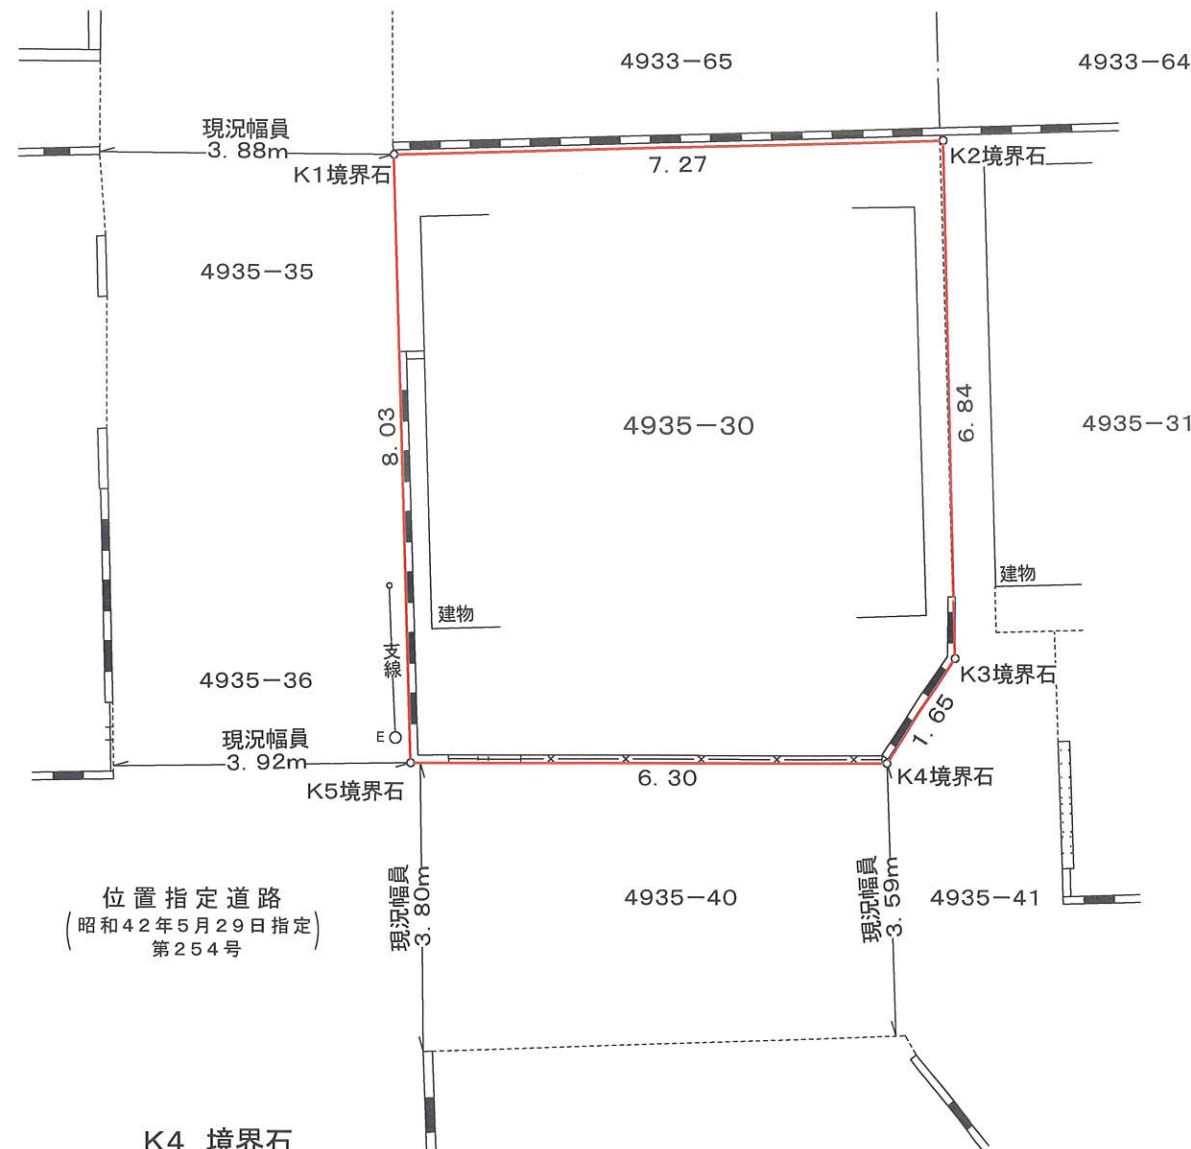 4933-65
4933-64
現況幅員
3.88m
K1境界石
7.27
K2境界石
4935-35
8.03
4935-30
6.84
4935-31
建物
建物
支線
4935-36
K3境界石
1.65
現況幅員
3.92m
E
K5境界石
6.30
K4境界石
位置指定道路
(昭和42年5月29日指定)
第254号
現況幅員
3.80m
4935-40
現況幅員
3.59m
4935-41
K4 境界石